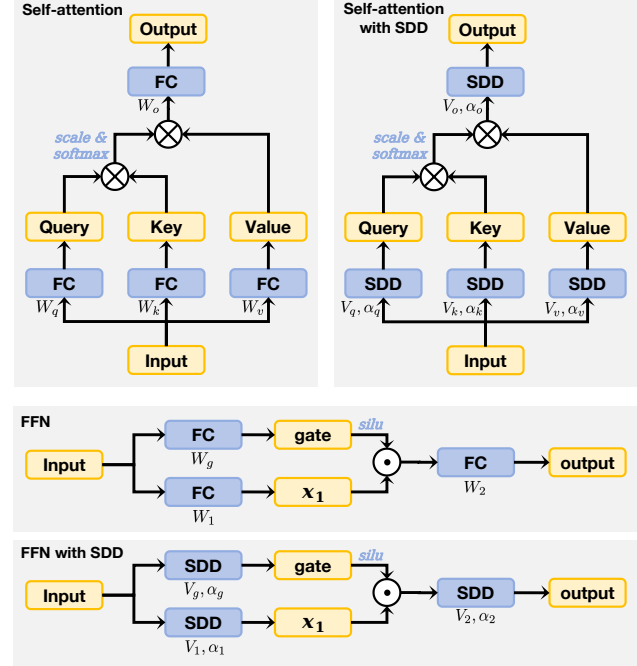 Self-attention
Output
FC
W_o
scale &
softmax
Query
Key
Value
FC
FC
FC
W_q
W_k
W_v
Input
Self-attention
with SDD
Output
SDD
V_o, α_o
scale &
softmax
Query
Key
Value
SDD
SDD
SDD
V_q, α_q
V_k, α_k
V_v, α_v
Input
FFN
Input
FC
W_g
gate
silu
FC
W_1
x_1
FC
W_2
output
FFN with SDD
Input
SDD
V_g, α_g
gate
silu
SDD
V_1, α_1
x_1
SDD
V_2, α_2
output